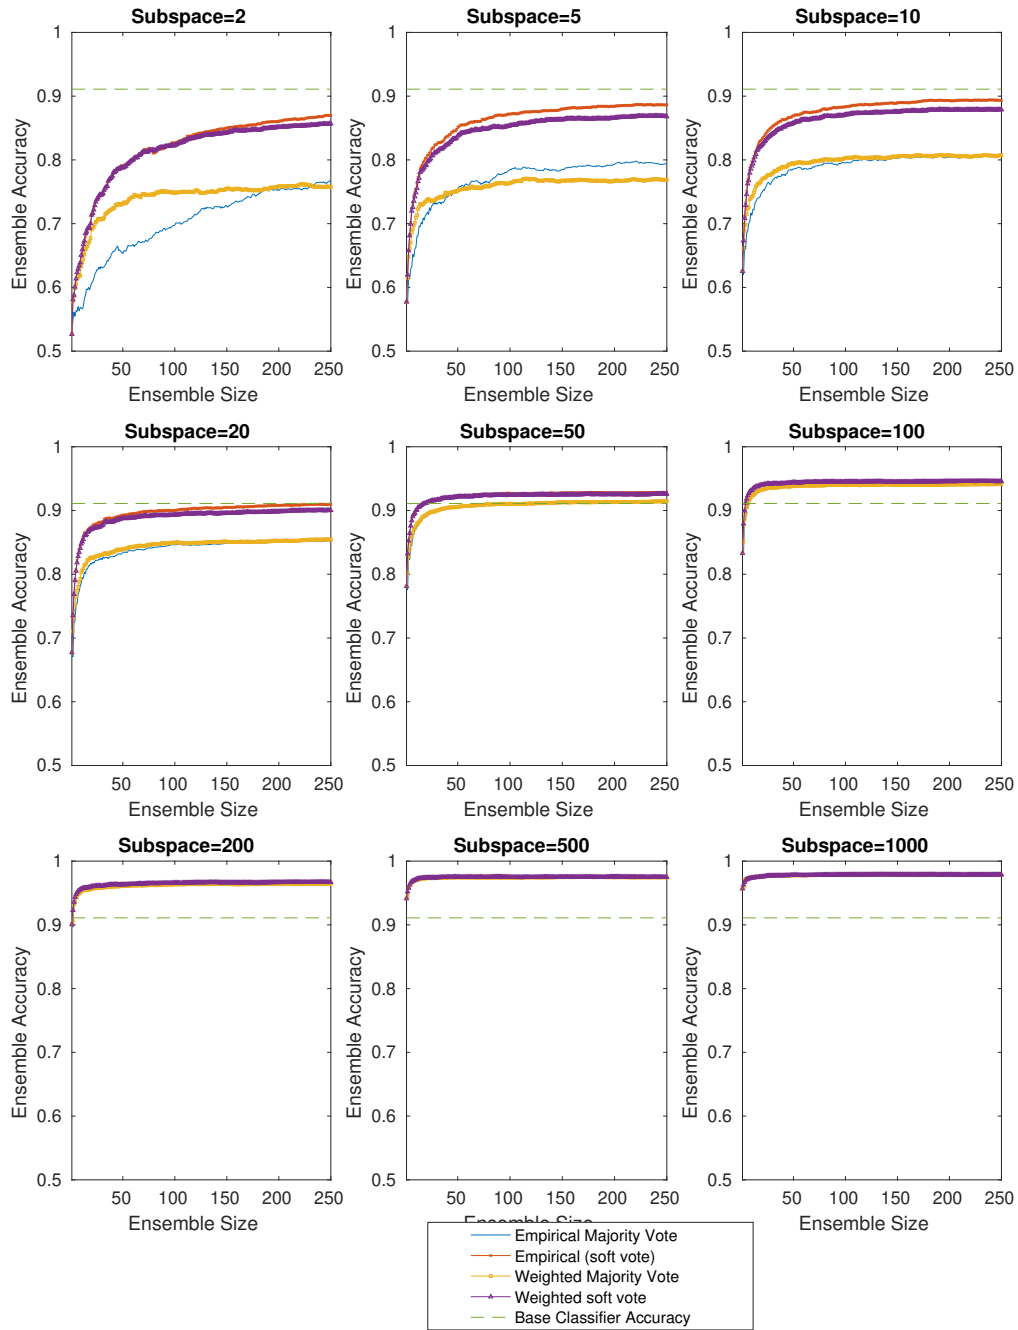 Subspace=2
Subspace=5
Subspace=10
1
0.9
0.8
0.7
0.6
0.5
Ensemble Accuracy
50 100 150 200 250
Ensemble Size
1
0.9
0.8
0.7
0.6
0.5
Ensemble Accuracy
50 100 150 200 250
Ensemble Size
1
0.9
0.8
0.7
0.6
0.5
Ensemble Accuracy
50 100 150 200 250
Ensemble Size
Subspace=20
Subspace=50
Subspace=100
1
0.9
0.8
0.7
0.6
0.5
Ensemble Accuracy
50 100 150 200 250
Ensemble Size
1
0.9
0.8
0.7
0.6
0.5
Ensemble Accuracy
50 100 150 200 250
Ensemble Size
1
0.9
0.8
0.7
0.6
0.5
Ensemble Accuracy
50 100 150 200 250
Ensemble Size
Subspace=200
Subspace=500
Subspace=1000
1
0.9
0.8
0.7
0.6
0.5
Ensemble Accuracy
50 100 150 200 250
Ensemble Size
1
0.9
0.8
0.7
0.6
0.5
Ensemble Accuracy
50 100 150 200 250
Ensemble Size
1
0.9
0.8
0.7
0.6
0.5
Ensemble Accuracy
50 100 150 200 250
Ensemble Size
Empirical Majority Vote
Empirical (soft vote)
Weighted Majority Vote
Weighted soft vote
Base Classifier Accuracy